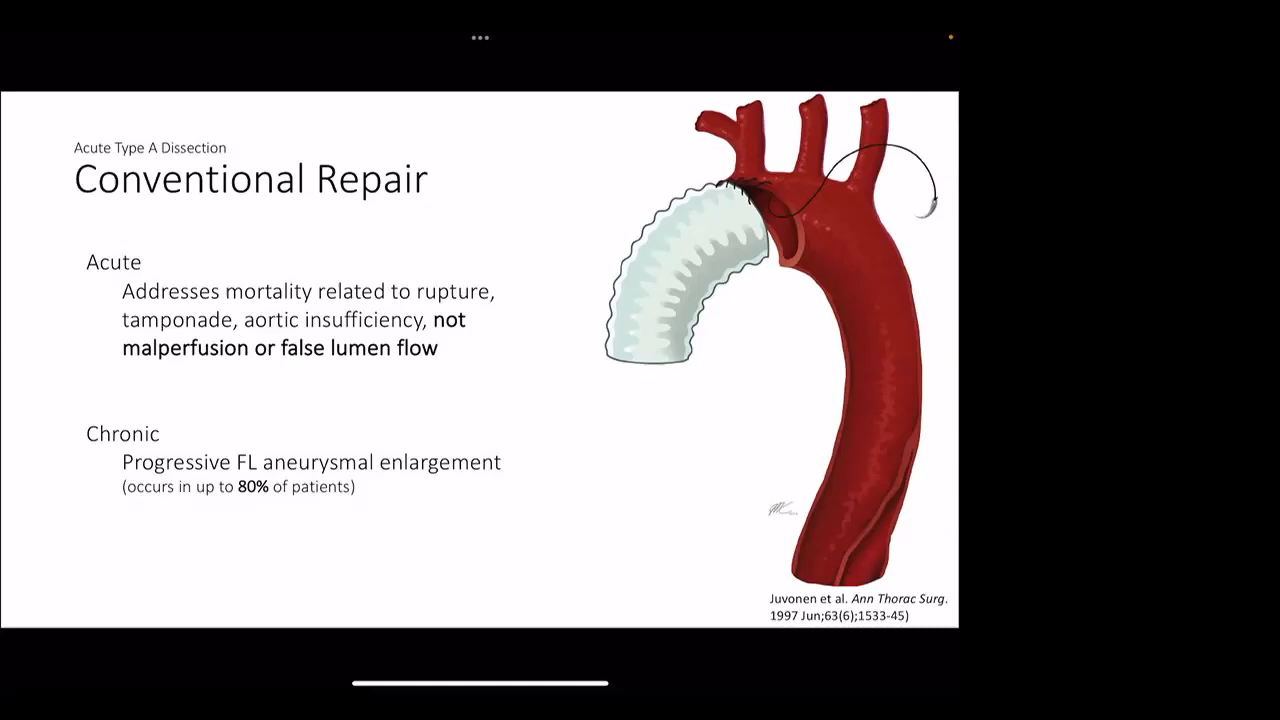 Acute Type A Dissection
Conventional Repair
Acute
Addresses mortality related to rupture,
tamponade, aortic insufficiency, not
malperfusion or false lumen flow
Chronic
Progressive FL aneurysmal enlargement
(occurs in up to 80% of patients)
Juvonen et al. Ann Thorac Surg.
1997 Jun;63(6);1533-45)